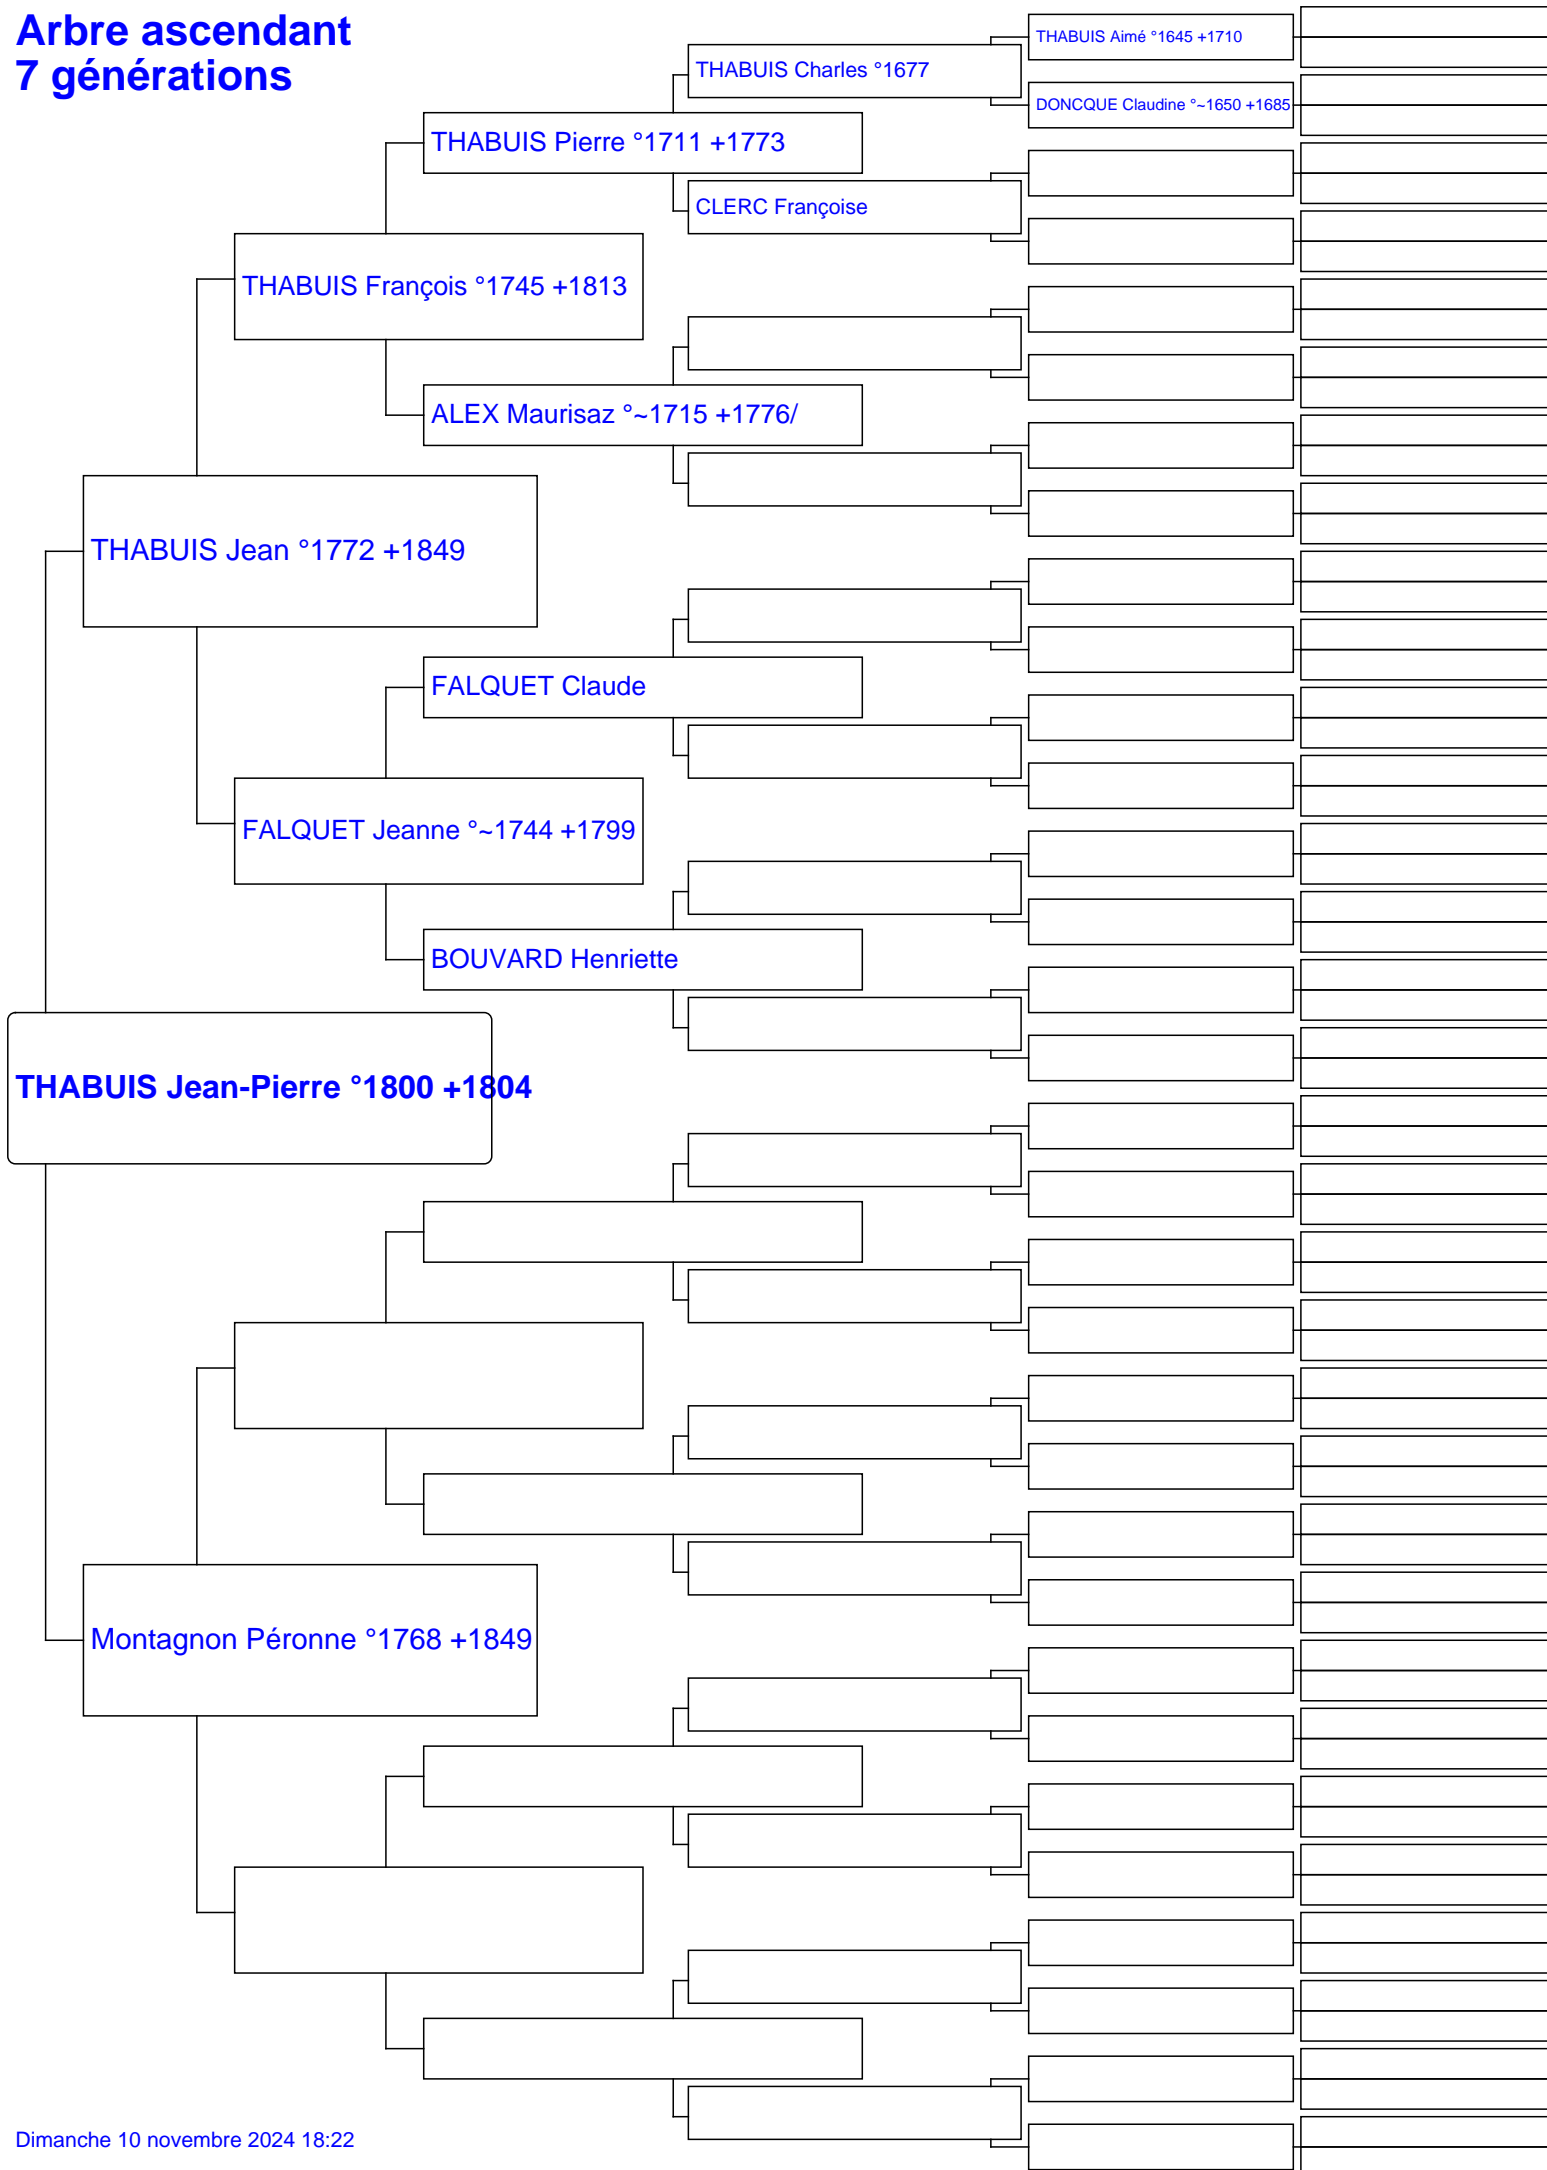 Arbre ascendant
7 générations
THABUIS Aimé °1645 +1710
THABUIS Charles °1677
DONCQUE Claudine °~1650 +1685
THABUIS Pierre °1711 +1773
CLERC Françoise
THABUIS François °1745 +1813
ALEX Maurisaz °~1715 +1776/
THABUIS Jean °1772 +1849
FALQUET Claude
FALQUET Jeanne °~1744 +1799
BOUVARD Henriette
THABUIS Jean-Pierre °1800 +1804
Montagnon Péronne °1768 +1849
Dimanche 10 novembre 2024 18:22